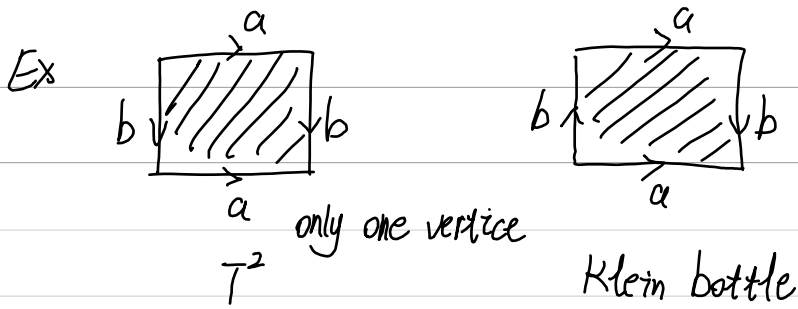 a a
Ex
b b b b
a a
only one vertice
T² Klein bottle